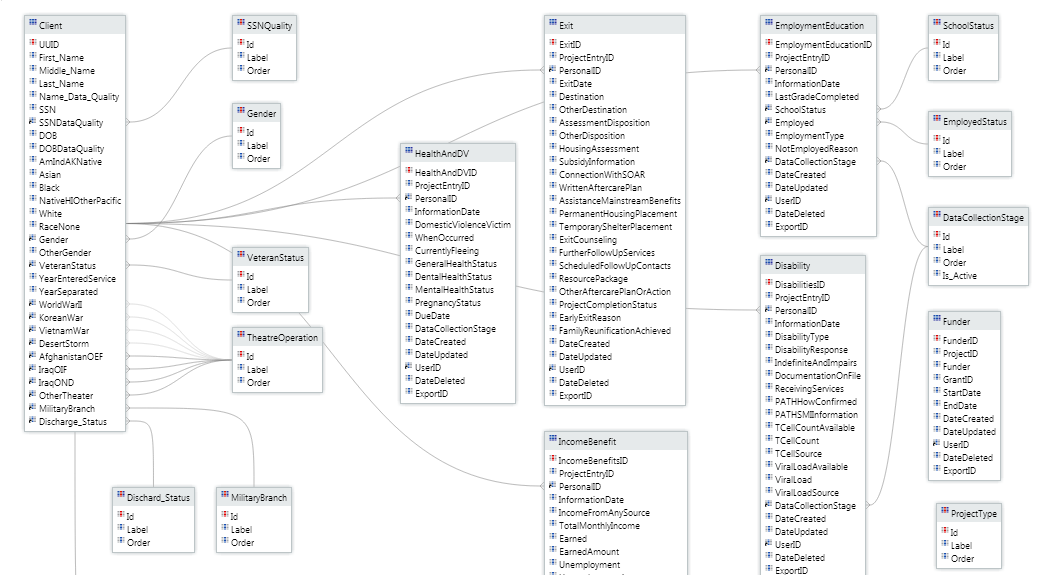 Client
UUID
First_Name
Middle_Name
Last_Name
Name_Data_Quality
SSN
SSNDataQuality
DOB
DOBDataQuality
AmIndAKNative
Asian
Black
NativeHIOtherPacific
White
RaceNone
Gender
OtherGender
VeteranStatus
YearEnteredService
YearSeparated
WorldWarII
KoreanWar
VietnamWar
DesertStorm
AfghanistanOEF
IraqOIF
IraqOND
OtherTheater
MilitaryBranch
Discharge_Status
SSNQuality
Id
Label
Order
Gender
Id
Label
Order
VeteranStatus
Id
Label
Order
TheatreOperation
Id
Label
Order
Dischard_Status
Id
Label
Order
MilitaryBranch
Id
Label
Order
HealthAndDV
HealthAndDVID
ProjectEntryID
PersonalID
InformationDate
DomesticViolenceVictim
WhenOccurred
CurrentlyFleeing
GeneralHealthStatus
DentalHealthStatus
MentalHealthStatus
PregnancyStatus
DueDate
DataCollectionStage
DateCreated
DateUpdated
UserID
DateDeleted
ExportID
Exit
ExitID
ProjectEntryID
PersonalID
ExitDate
Destination
OtherDestination
AssessmentDisposition
OtherDisposition
HousingAssessment
SubsidyInformation
ConnectionWithSOAR
WrittenAftercarePlan
AssistanceMainstreamBenefits
PermanentHousingPlacement
TemporaryShelterPlacement
ExitCounseling
FurtherFollowUpServices
ScheduledFollowUpContacts
ResourcePackage
OtherAftercarePlanOrAction
ProjectCompletionStatus
EarlyExitReason
FamilyReunificationAchieved
DateCreated
DateUpdated
UserID
DateDeleted
ExportID
IncomeBenefit
IncomeBenefitsID
ProjectEntryID
PersonalID
InformationDate
IncomeFromAnySource
TotalMonthlyIncome
Earned
EarnedAmount
Unemployment
EmploymentEducation
EmploymentEducationID
ProjectEntryID
PersonalID
InformationDate
LastGradeCompleted
SchoolStatus
Employed
EmploymentType
NotEmployedReason
DataCollectionStage
DateCreated
DateUpdated
UserID
DateDeleted
ExportID
Disability
DisabilitiesID
ProjectEntryID
PersonalID
InformationDate
DisabilityType
DisabilityResponse
IndefiniteAndImpairs
DocumentationOnFile
ReceivingServices
PATHHowConfirmed
PATHSMIInformation
TCellCountAvailable
TCellCount
TCellSource
ViralLoadAvailable
ViralLoad
ViralLoadSource
DataCollectionStage
DateCreated
DateUpdated
UserID
DateDeleted
ExportID
SchoolStatus
Id
Label
Order
EmployedStatus
Id
Label
Order
DataCollectionStage
Id
Label
Order
Is_Active
Funder
FunderID
ProjectID
Funder
GrantID
StartDate
EndDate
DateCreated
DateUpdated
UserID
DateDeleted
ExportID
ProjectType
Id
Label
Order